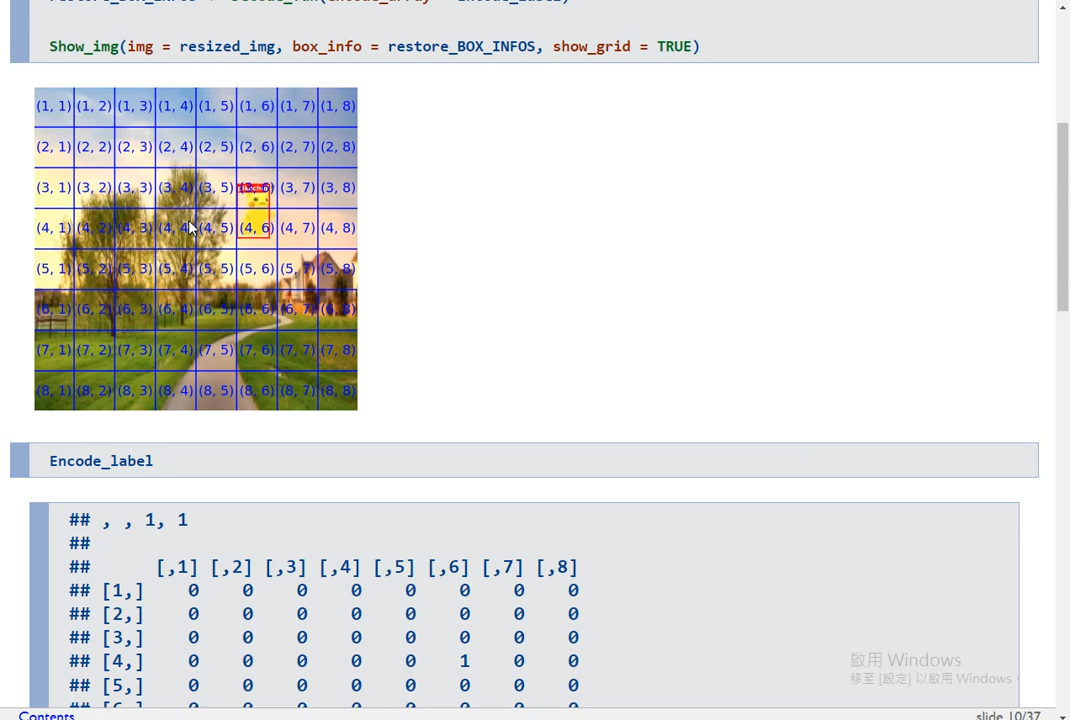 Show_img(img = resized_img, box_info = restore_BOX_INFOS, show_grid = TRUE)
(1, 1) (1, 2) (1, 3) (1, 4) (1, 5) (1, 6) (1, 7) (1, 8)
(2, 1) (2, 2) (2, 3) (2, 4) (2, 5) (2, 6) (2, 7) (2, 8)
(3, 1) (3, 2) (3, 3) (3, 4) (3, 5) (3, 6) (3, 7) (3, 8)
(4, 1) (4, 2) (4, 3) (4, 4) (4, 5) (4, 6) (4, 7) (4, 8)
(5, 1) (5, 2) (5, 3) (5, 4) (5, 5) (5, 6) (5, 7) (5, 8)
(6, 1) (6, 2) (6, 3) (6, 4) (6, 5) (6, 6) (6, 7) (6, 8)
(7, 1) (7, 2) (7, 3) (7, 4) (7, 5) (7, 6) (7, 7) (7, 8)
(8, 1) (8, 2) (8, 3) (8, 4) (8, 5) (8, 6) (8, 7) (8, 8)
Encode_label
## , , 1, 1
##
## [,1] [,2] [,3] [,4] [,5] [,6] [,7] [,8]
## [1,] 0 0 0 0 0 0 0 0
## [2,] 0 0 0 0 0 0 0 0
## [3,] 0 0 0 0 0 0 0 0
## [4,] 0 0 0 0 0 1 0 0
## [5,] 0 0 0 0 0 0 0 0
啟用 Windows
移至 [設定] 以啟用 Windows。
Contents
slide 10/37